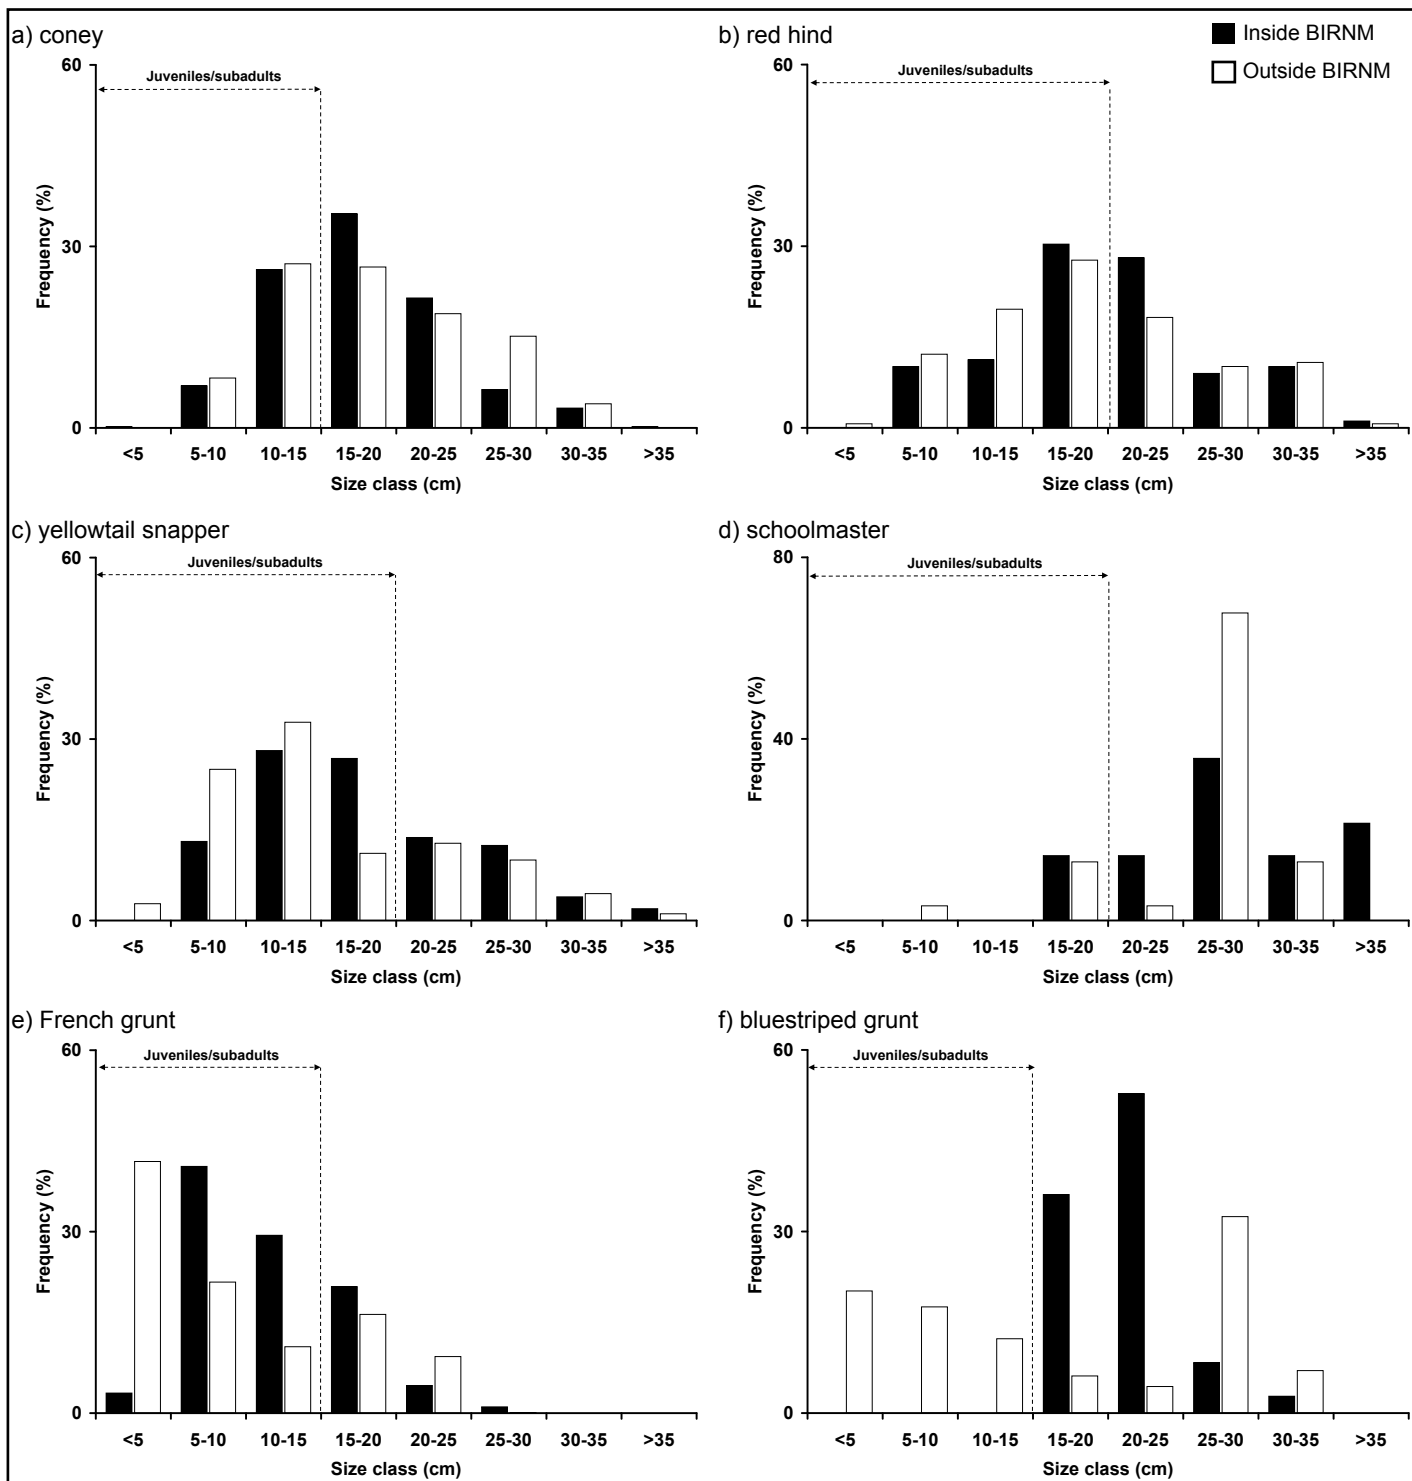 a) coney
b) red hind
Inside BIRNM
Outside BIRNM
60
Juveniles/subadults
30
0
Frequency (%)
<5 5-10 10-15 15-20 20-25 25-30 30-35 >35
Size class (cm)
60
Juveniles/subadults
30
0
Frequency (%)
<5 5-10 10-15 15-20 20-25 25-30 30-35 >35
Size class (cm)
c) yellowtail snapper
60
Juveniles/subadults
30
0
Frequency (%)
<5 5-10 10-15 15-20 20-25 25-30 30-35 >35
Size class (cm)
d) schoolmaster
80
Juveniles/subadults
40
0
Frequency (%)
<5 5-10 10-15 15-20 20-25 25-30 30-35 >35
Size class (cm)
e) French grunt
60
Juveniles/subadults
30
0
Frequency (%)
<5 5-10 10-15 15-20 20-25 25-30 30-35 >35
Size class (cm)
f) bluestriped grunt
60
Juveniles/subadults
30
0
Frequency (%)
<5 5-10 10-15 15-20 20-25 25-30 30-35 >35
Size class (cm)